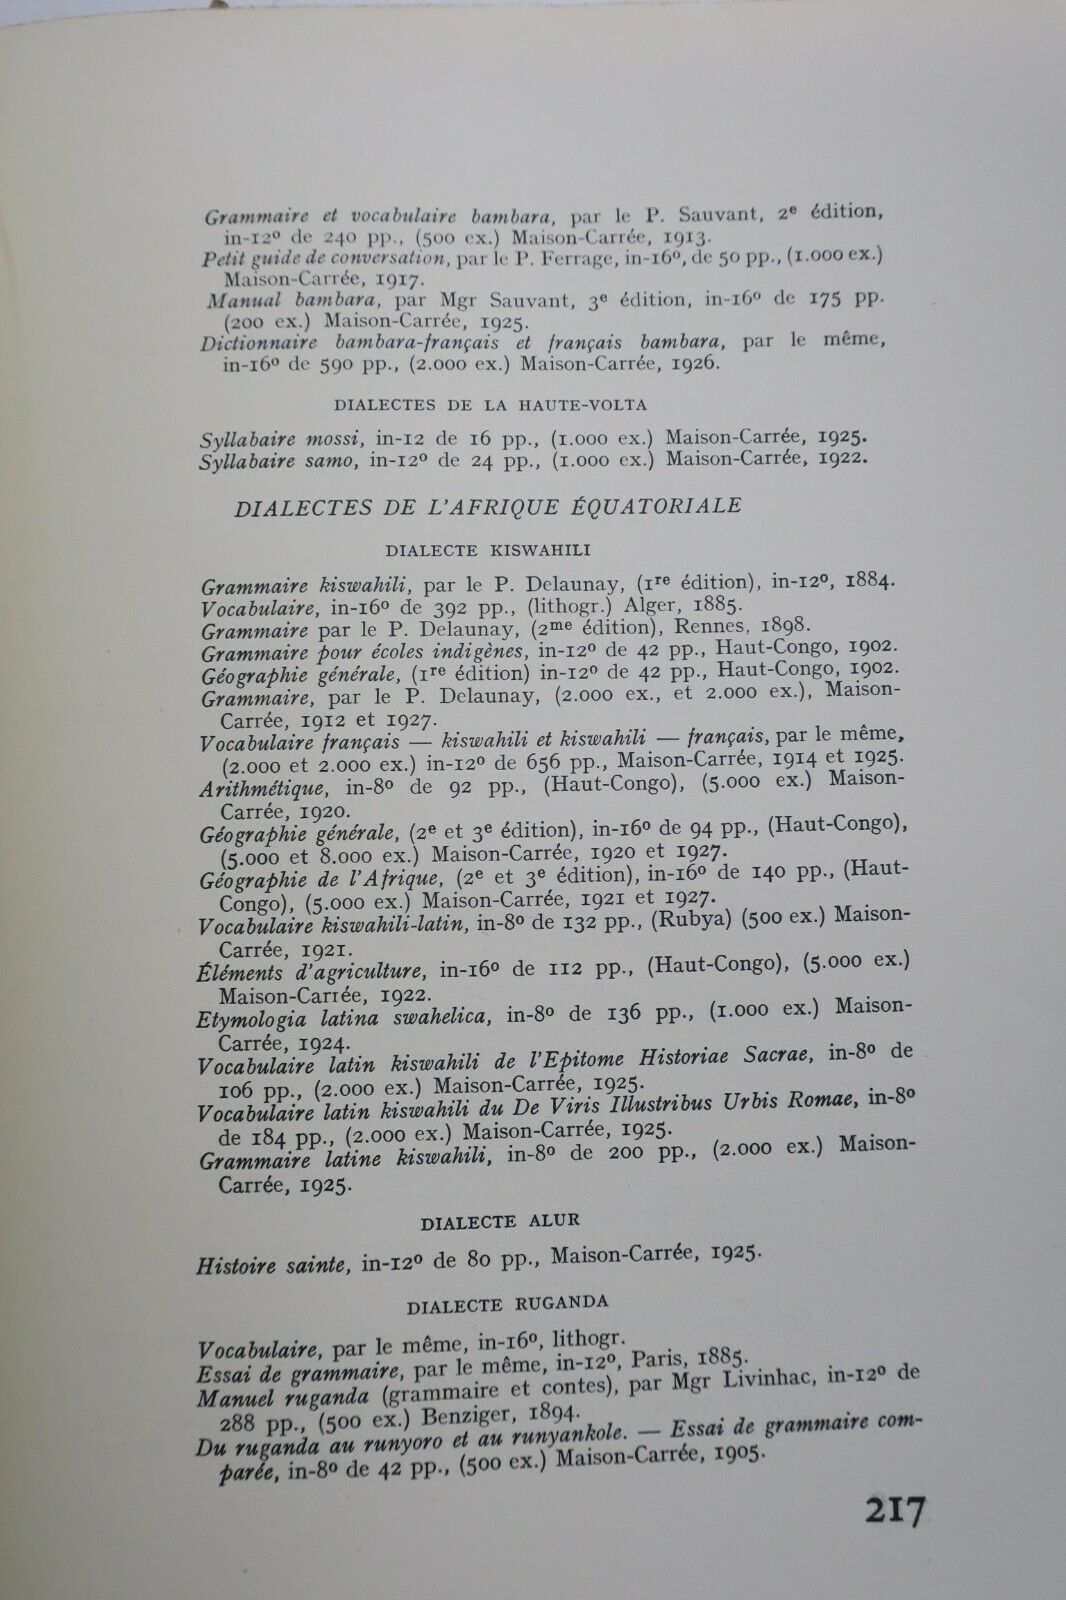 Grammaire et vocabulaire bambara, par le P. Sauvant, 2e édition,
in-12º de 240 pp., (500 ex.) Maison-Carrée, 1913.
Petit guide de conversation, par le P. Ferrage, in-16º, de 50 pp., (1.000 ex.)
Maison-Carrée, 1917.
Manual bambara, par Mgr Sauvant, 3e édition, in-16º de 175 pp.
(200 ex.) Maison-Carrée, 1925.
Dictionnaire bambara-français et français bambara, par le même,
in-16º de 590 pp., (2.000 ex.) Maison-Carrée, 1926.
DIALECTES DE LA HAUTE-VOLTA
Syllabaire mossi, in-12 de 16 pp., (1.000 ex.) Maison-Carrée, 1925.
Syllabaire samo, in-12º de 24 pp., (1.000 ex.) Maison-Carrée, 1922.
DIALECTES DE L'AFRIQUE ÉQUATORIALE
DIALECTE KISWAHILI
Grammaire kiswahili, par le P. Delaunay, (1re édition), in-12º, 1884.
Vocabulaire, in-16º de 392 pp., (lithogr.) Alger, 1885.
Grammaire par le P. Delaunay, (2me édition), Rennes, 1898.
Grammaire pour écoles indigènes, in-12º de 42 pp., Haut-Congo, 1902.
Géographie générale, (1re édition) in-12º de 42 pp., Haut-Congo, 1902.
Grammaire, par le P. Delaunay, (2.000 ex., et 2.000 ex.), Maison-
Carrée, 1912 et 1927.
Vocabulaire français — kiswahili et kiswahili — français, par le même,
(2.000 et 2.000 ex.) in-12º de 656 pp., Maison-Carrée, 1914 et 1925.
Arithmétique, in-8º de 92 pp., (Haut-Congo), (5.000 ex.) Maison-
Carrée, 1920.
Géographie générale, (2e et 3e édition), in-16º de 94 pp., (Haut-Congo),
(5.000 et 8.000 ex.) Maison-Carrée, 1920 et 1927.
Géographie de l'Afrique, (2e et 3e édition), in-16º de 140 pp., (Haut-
Congo), (5.000 ex.) Maison-Carrée, 1921 et 1927.
Vocabulaire kiswahili-latin, in-8º de 132 pp., (Rubya) (500 ex.) Maison-
Carrée, 1921.
Éléments d'agriculture, in-16º de 112 pp., (Haut-Congo), (5.000 ex.)
Maison-Carrée, 1922.
Etymologia latina swahelica, in-8º de 136 pp., (1.000 ex.) Maison-
Carrée, 1924.
Vocabulaire latin kiswahili de l'Epitome Historiae Sacrae, in-8º de
106 pp., (2.000 ex.) Maison-Carrée, 1925.
Vocabulaire latin kiswahili du De Viris Illustribus Urbis Romae, in-8º
de 184 pp., (2.000 ex.) Maison-Carrée, 1925.
Grammaire latine kiswahili, in-8º de 200 pp., (2.000 ex.) Maison-
Carrée, 1925.
DIALECTE ALUR
Histoire sainte, in-12º de 80 pp., Maison-Carrée, 1925.
DIALECTE RUGANDA
Vocabulaire, par le même, in-16º, lithogr.
Essai de grammaire, par le même, in-12º, Paris, 1885.
Manuel ruganda (grammaire et contes), par Mgr Livinhac, in-12º de
288 pp., (500 ex.) Benziger, 1894.
Du ruganda au runyoro et au runyankole. — Essai de grammaire com-
parée, in-8º de 42 pp., (500 ex.) Maison-Carrée, 1905.
217